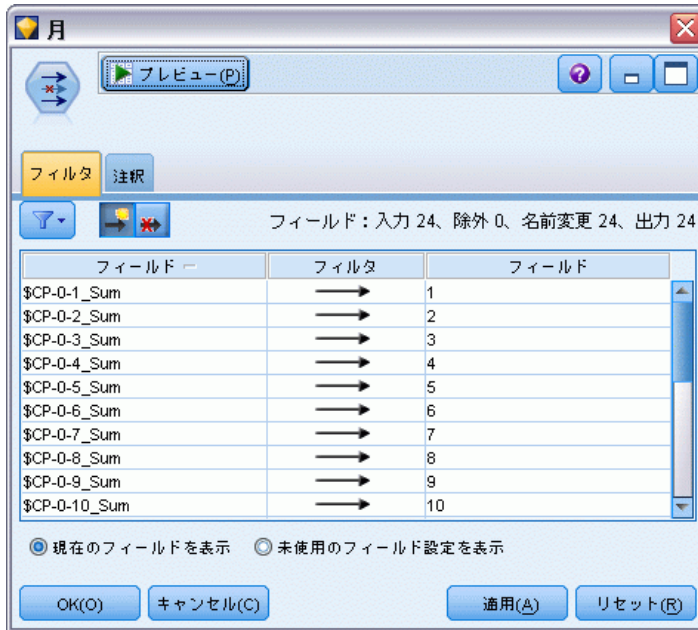 月
プレビュー(P)
フィルタ 注釈
フィールド：入力 24、除外 0、名前変更 24、出力 24
フィールド フィルタ フィールド
$CP-0-1_Sum 1
$CP-0-2_Sum 2
$CP-0-3_Sum 3
$CP-0-4_Sum 4
$CP-0-5_Sum 5
$CP-0-6_Sum 6
$CP-0-7_Sum 7
$CP-0-8_Sum 8
$CP-0-9_Sum 9
$CP-0-10_Sum 10
現在のフィールドを表示 未使用のフィールド設定を表示
OK(O) キャンセル(C) 適用(A) リセット(R)